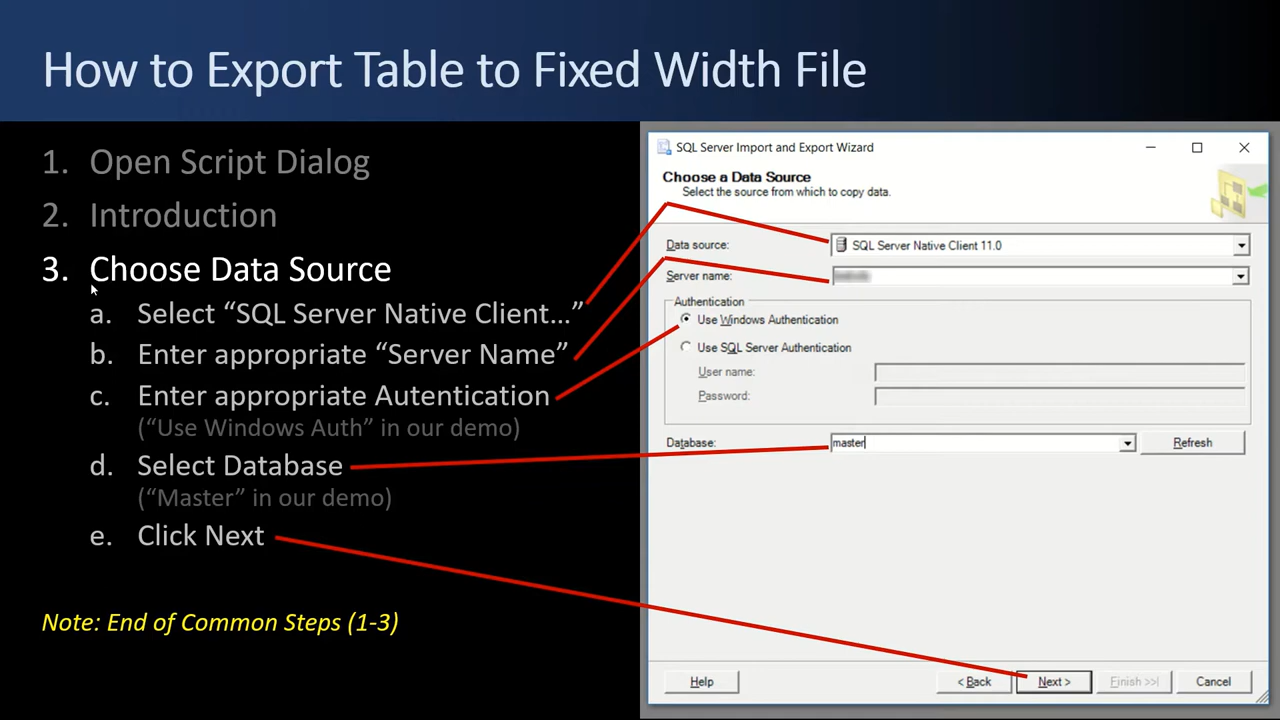 How to Export Table to Fixed Width File
1. Open Script Dialog
2. Introduction
3. Choose Data Source
a. Select “SQL Server Native Client...”
b. Enter appropriate “Server Name”
c. Enter appropriate Autentication
(“Use Windows Auth” in our demo)
d. Select Database
(“Master” in our demo)
e. Click Next
Note: End of Common Steps (1-3)
SQL Server Import and Export Wizard
Choose a Data Source
Select the source from which to copy data.
Data source:
SQL Server Native Client 11.0
Server name:
Authentication
Use Windows Authentication
Use SQL Server Authentication
User name:
Password:
Database:
master
Refresh
Help
< Back
Next >
Finish >>|
Cancel